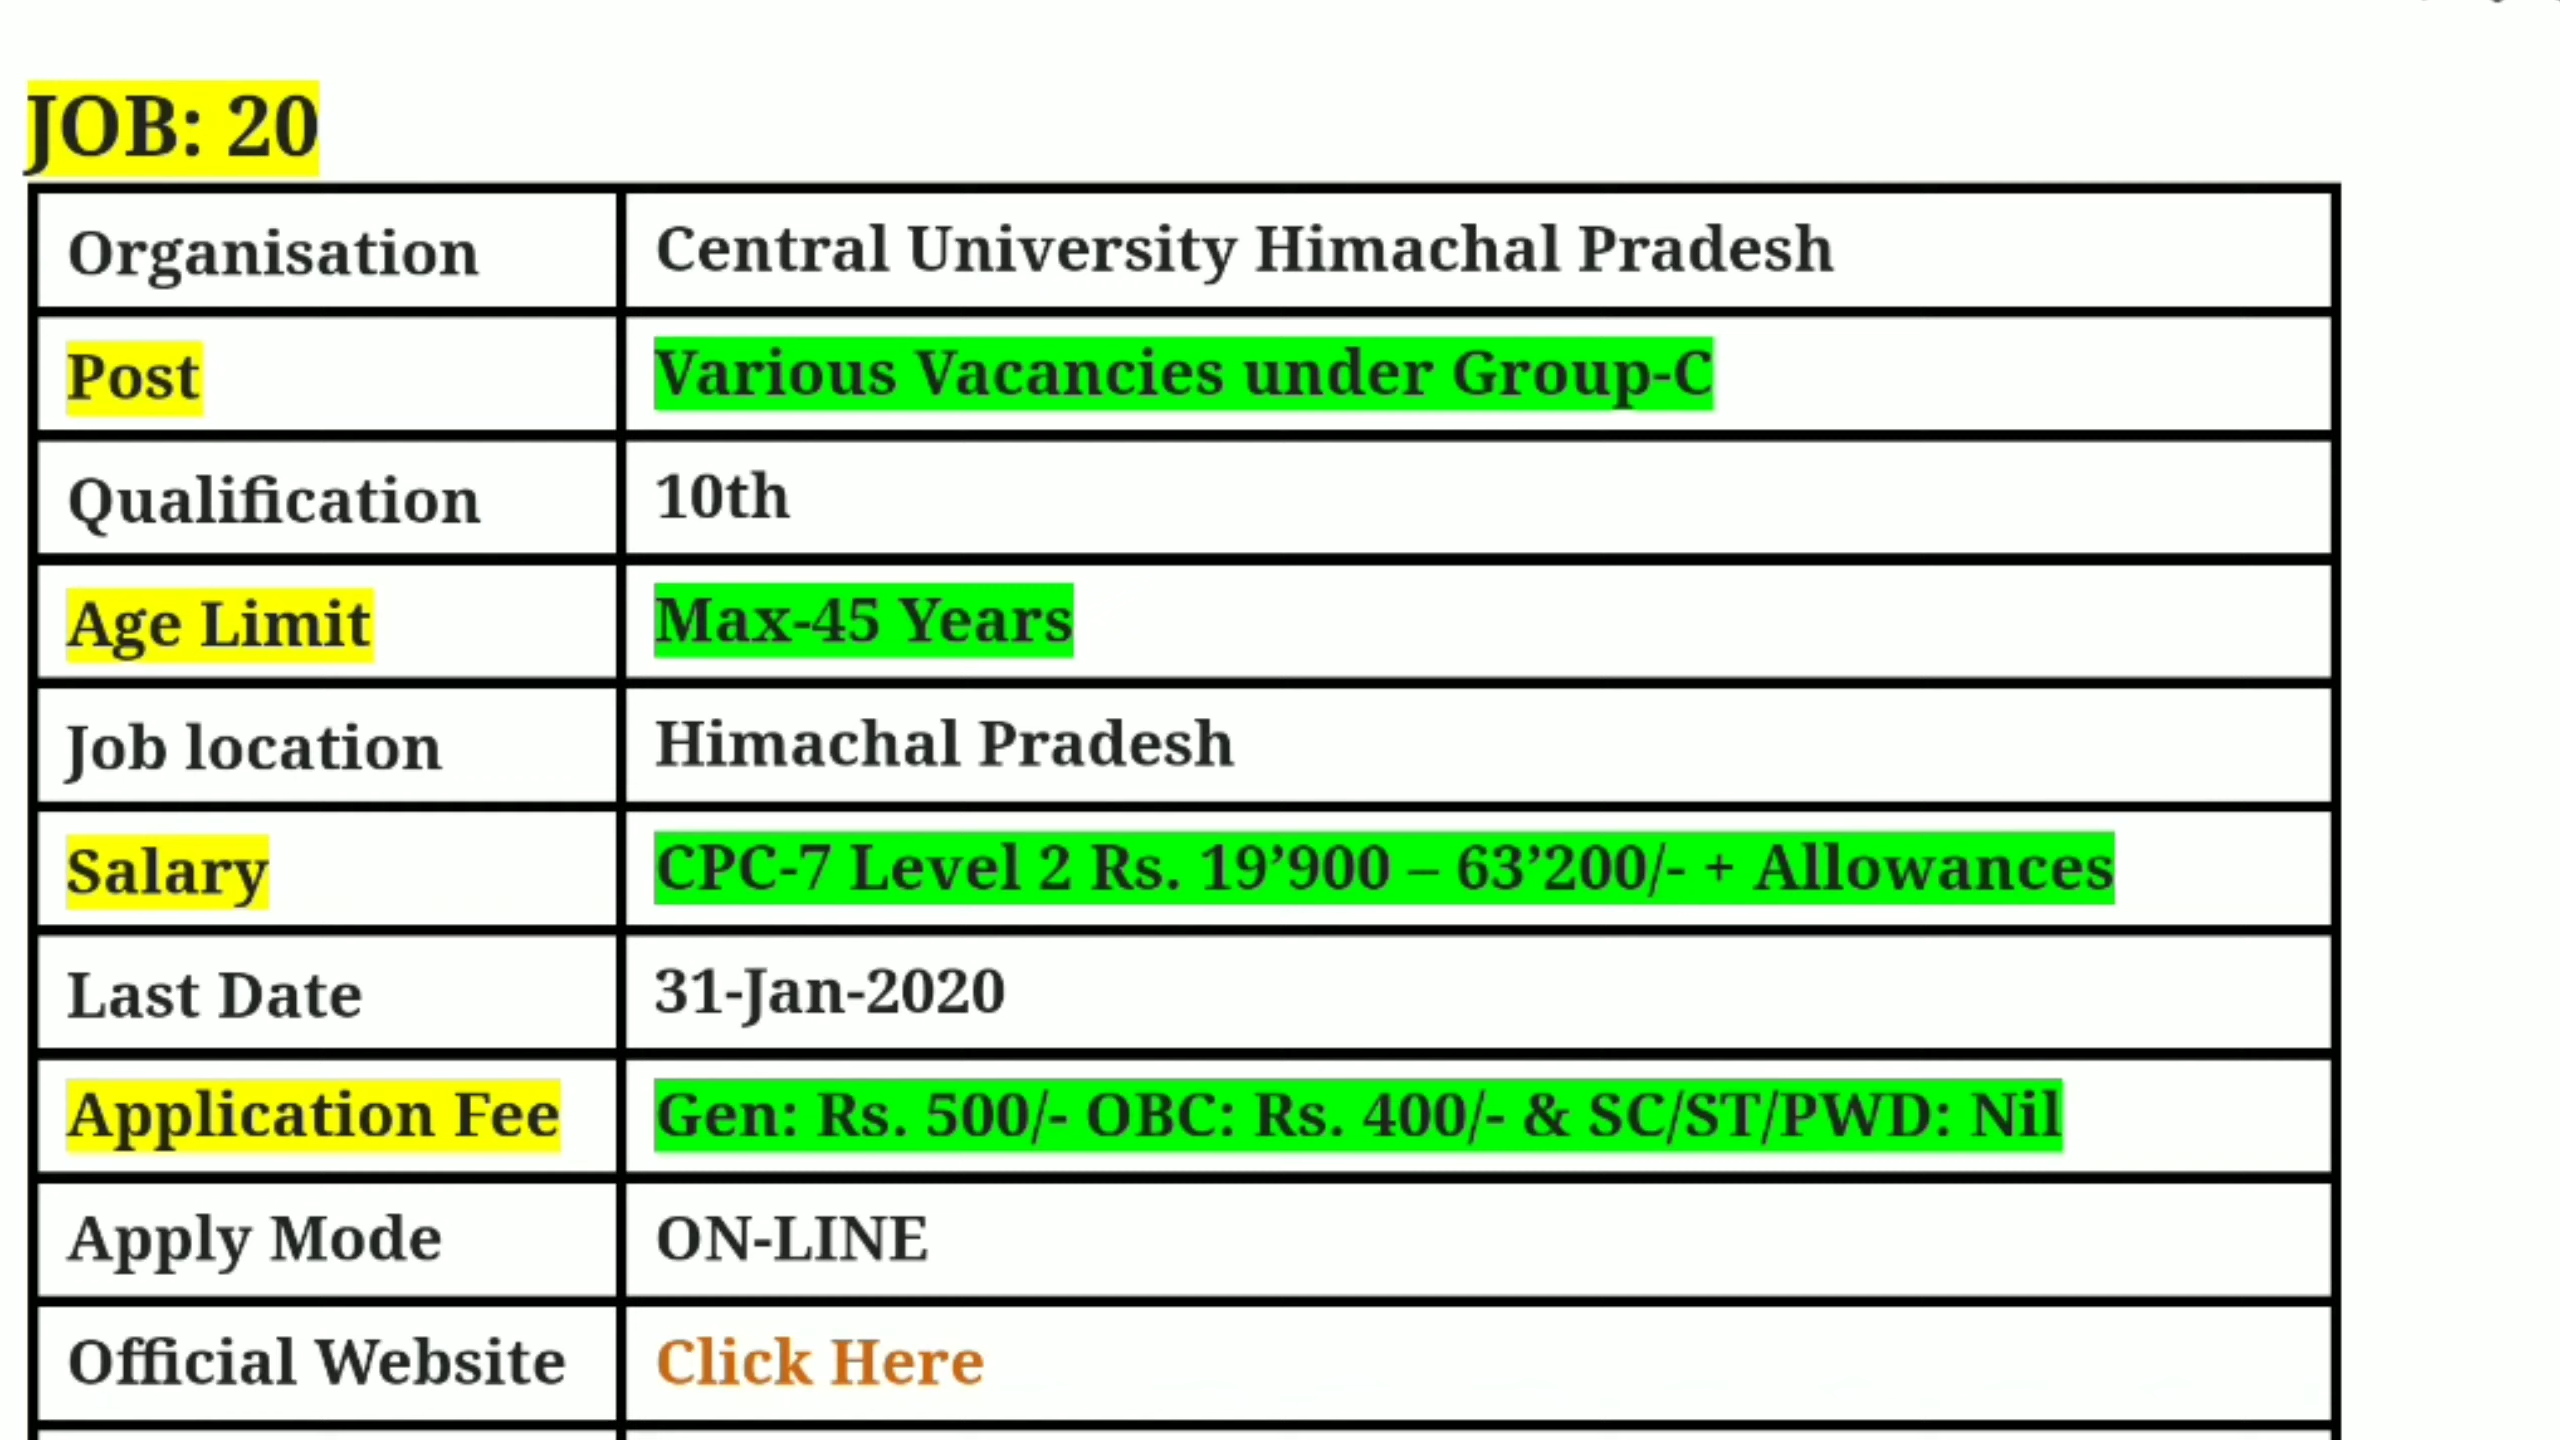 JOB: 20
Organisation Central University Himachal Pradesh
Post Various Vacancies under Group-C
Qualification 10th
Age Limit Max-45 Years
Job location Himachal Pradesh
Salary CPC-7 Level 2 Rs. 19’900 – 63’200/- + Allowances
Last Date 31-Jan-2020
Application Fee Gen: Rs. 500/- OBC: Rs. 400/- & SC/ST/PWD: Nil
Apply Mode ON-LINE
Official Website Click Here